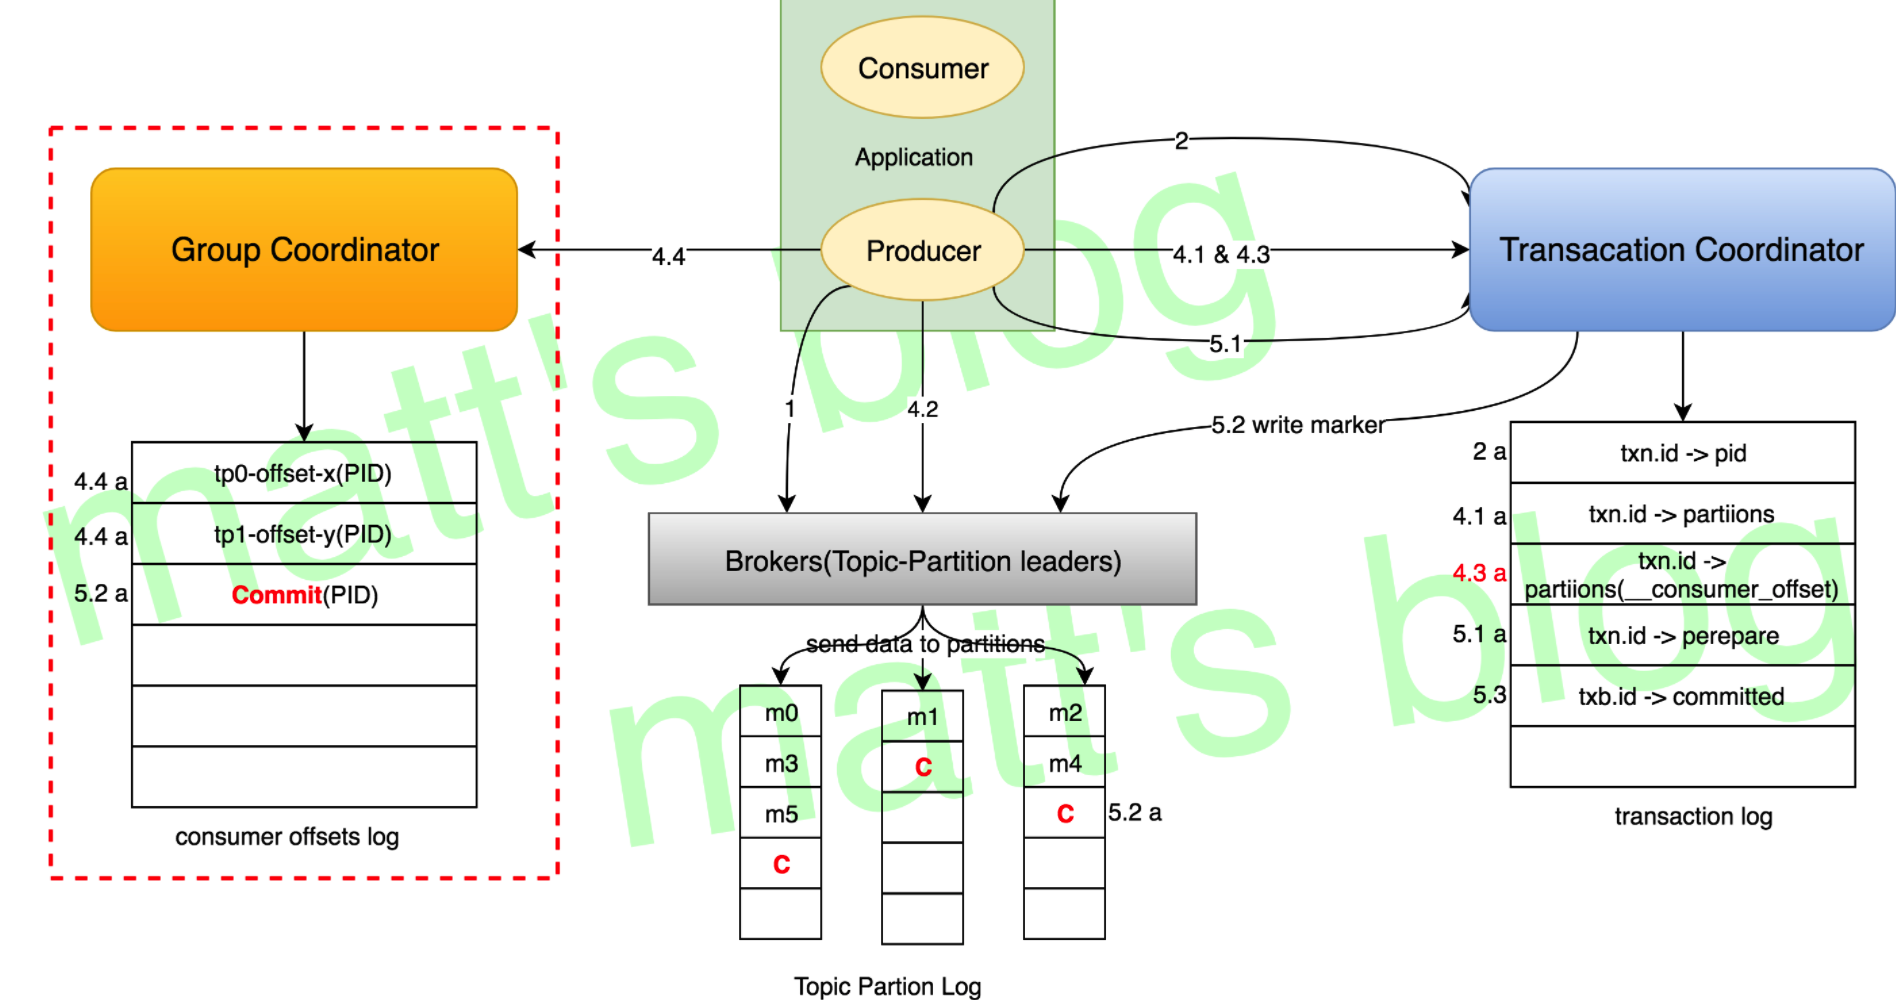 Consumer
Application
Producer
Group Coordinator
Transacation Coordinator
2
4.4
4.1 & 4.3
5.1
1
4.2
5.2 write marker
Brokers(Topic-Partition leaders)
send data to partitions
4.4 a
tp0-offset-x(PID)
4.4 a
tp1-offset-y(PID)
5.2 a
Commit(PID)
consumer offsets log
m0
m3
m5
C
m1
C
m2
m4
C
5.2 a
Topic Partion Log
2 a
txn.id -> pid
4.1 a
txn.id -> partiions
4.3 a
txn.id ->
partiions(__consumer_offset)
5.1 a
txn.id -> perepare
5.3
txb.id -> committed
transaction log
matt's blog
matt's blog